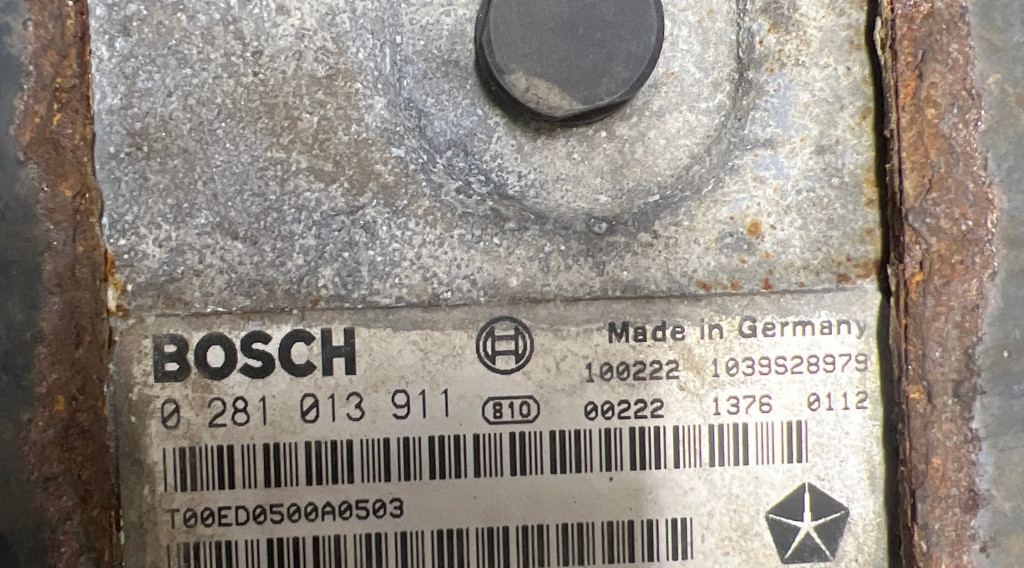 BOSCH
Made in Germany
100222 1039S28979
0 281 013 911 810 00222 1376 0112
T00ED0500A0503